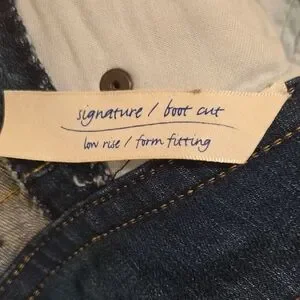 signature / boot cut
low rise / form fitting